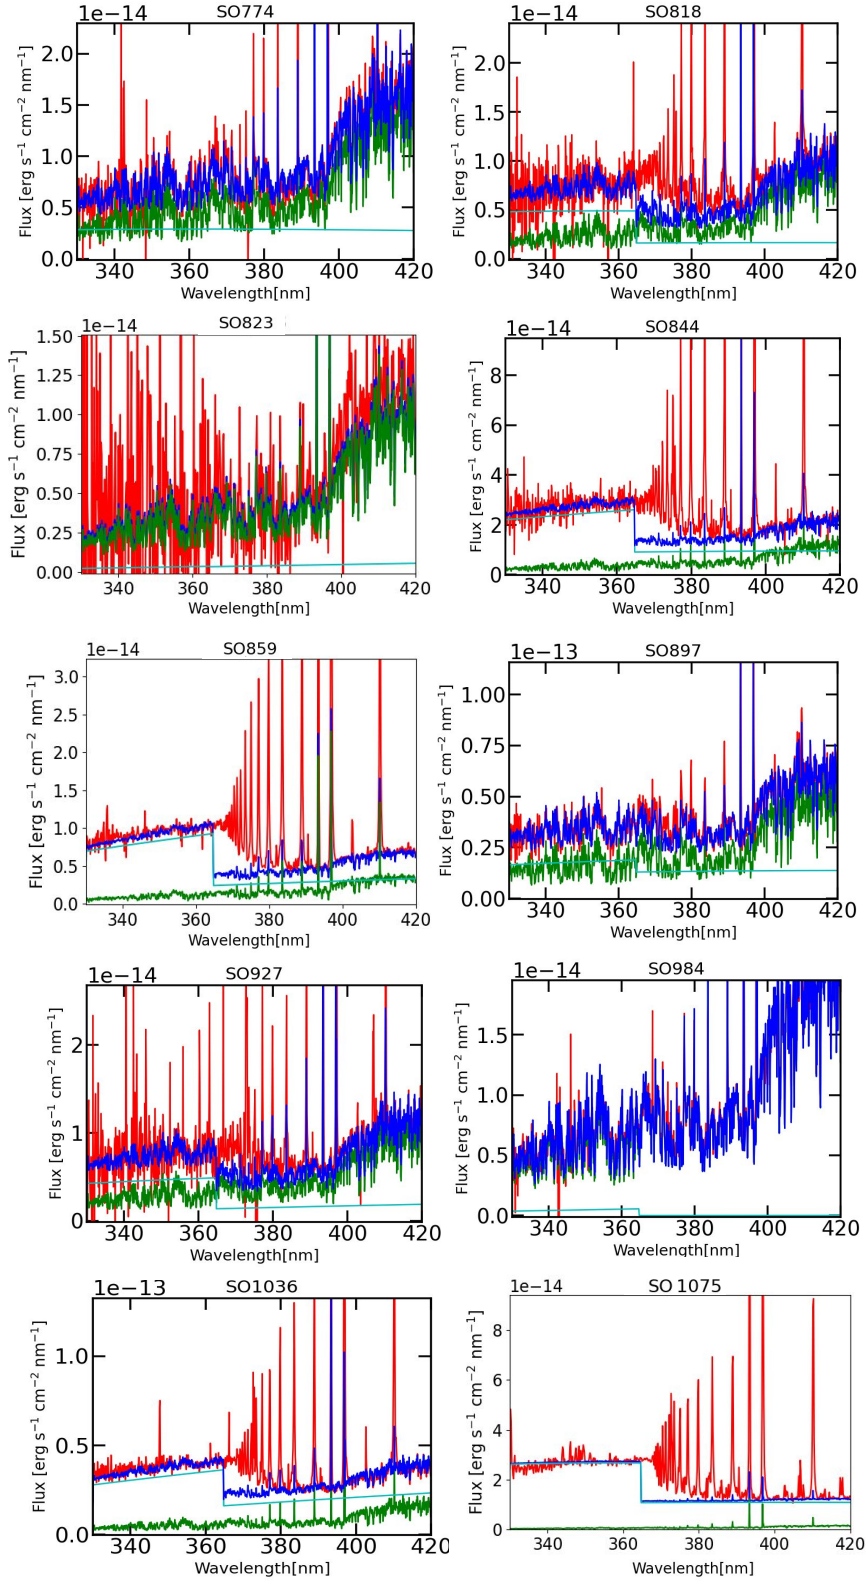 1e−14 SO774
Flux [erg s−1 cm−2 nm−1]
2.0
1.5
1.0
0.5
0.0
340 360 380 400 420
Wavelength[nm]
1e−14 SO818
Flux [erg s−1 cm−2 nm−1]
2.0
1.5
1.0
0.5
0.0
340 360 380 400 420
Wavelength[nm]
1e−14 SO823
Flux [erg s−1 cm−2 nm−1]
1.50
1.25
1.00
0.75
0.50
0.25
0.00
340 360 380 400 420
Wavelength[nm]
1e−14 SO844
Flux [erg s−1 cm−2 nm−1]
8
6
4
2
0
340 360 380 400 420
Wavelength[nm]
1e−14 SO859
Flux [erg s−1 cm−2 nm−1]
3.0
2.5
2.0
1.5
1.0
0.5
0.0
340 360 380 400 420
Wavelength[nm]
1e−13 SO897
Flux [erg s−1 cm−2 nm−1]
1.00
0.75
0.50
0.25
0.00
340 360 380 400 420
Wavelength[nm]
1e−14 SO927
Flux [erg s−1 cm−2 nm−1]
2
1
0
340 360 380 400 420
Wavelength[nm]
1e−14 SO984
Flux [erg s−1 cm−2 nm−1]
1.5
1.0
0.5
0.0
340 360 380 400 420
Wavelength[nm]
1e−13 SO1036
Flux [erg s−1 cm−2 nm−1]
1.0
0.5
0.0
340 360 380 400 420
Wavelength[nm]
1e−14 SO1075
Flux [erg s−1 cm−2 nm−1]
8
6
4
2
0
340 360 380 400 420
Wavelength[nm]